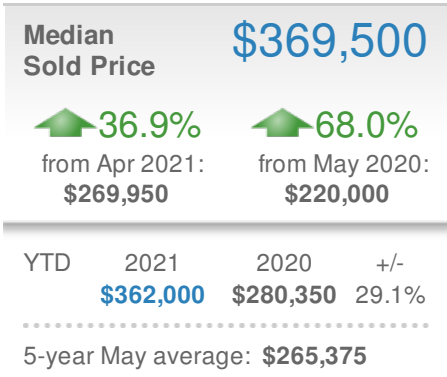 Median
Sold Price
$369,500
36.9%
from Apr 2021:
$269,950
68.0%
from May 2020:
$220,000
YTD 2021 2020 +/-
$362,000 $280,350 29.1%
5-year May average: $265,375